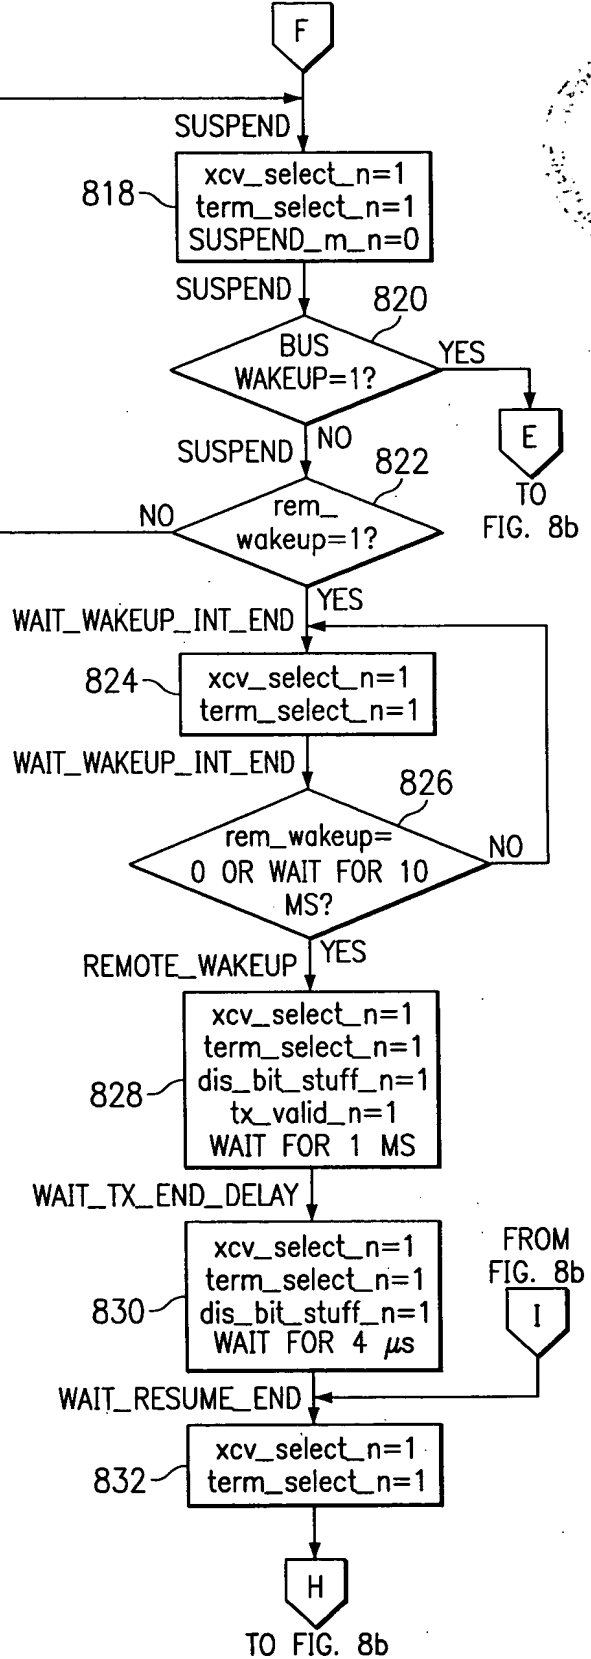 F
SUSPEND
818
xcv_select_n=1
term_select_n=1
SUSPEND_m_n=0
SUSPEND
820
BUS
WAKEUP=1?
YES
E
TO
FIG. 8b
NO
SUSPEND
822
rem_
wakeup=1?
NO
YES
WAIT_WAKEUP_INT_END
824
xcv_select_n=1
term_select_n=1
WAIT_WAKEUP_INT_END
826
rem_wakeup=
0 OR WAIT FOR 10
MS?
NO
YES
REMOTE_WAKEUP
828
xcv_select_n=1
term_select_n=1
dis_bit_stuff_n=1
tx_valid_n=1
WAIT FOR 1 MS
WAIT_TX_END_DELAY
830
xcv_select_n=1
term_select_n=1
dis_bit_stuff_n=1
WAIT FOR 4 μs
FROM
FIG. 8b
I
WAIT_RESUME_END
832
xcv_select_n=1
term_select_n=1
H
TO FIG. 8b